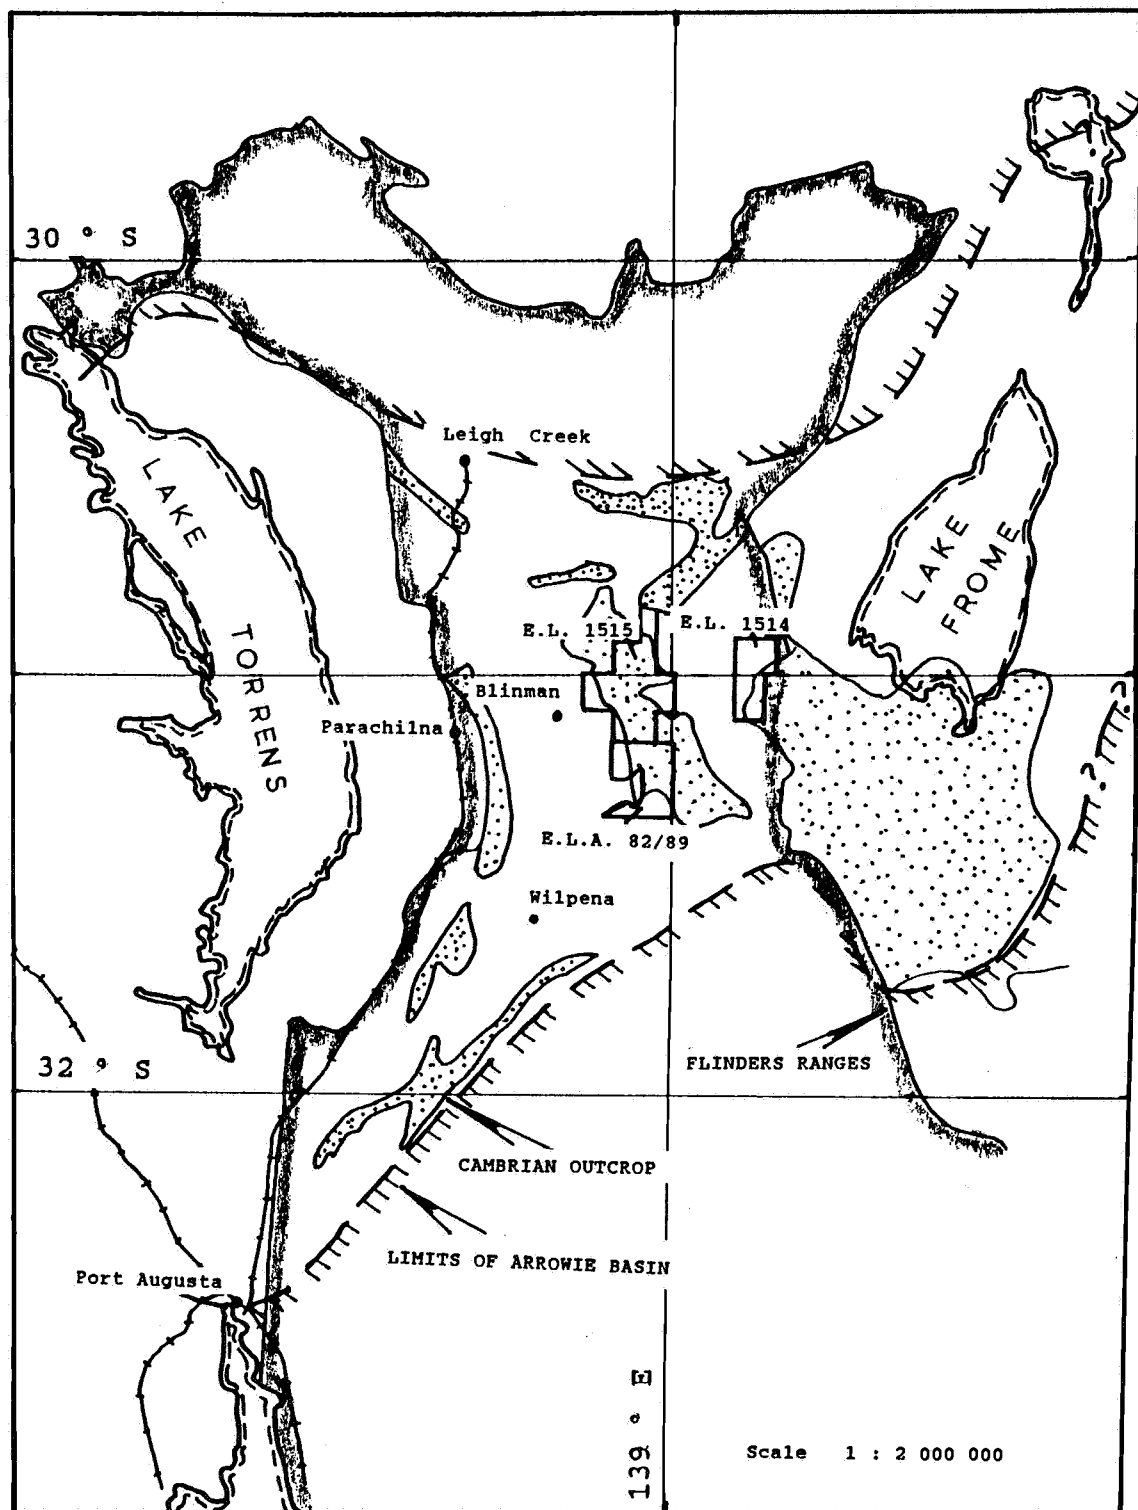 30 ° S
Leigh Creek
LAKE
TORRENS
LAKE
FROME
E.L. 1515
E.L. 1514
Blinman
Parachilna
E.L.A. 82/89
Wilpena
?
?
32 ° S
FLINDERS RANGES
CAMBRIAN OUTCROP
LIMITS OF ARROWIE BASIN
Port Augusta
139 ° E
Scale 1 : 2 000 000